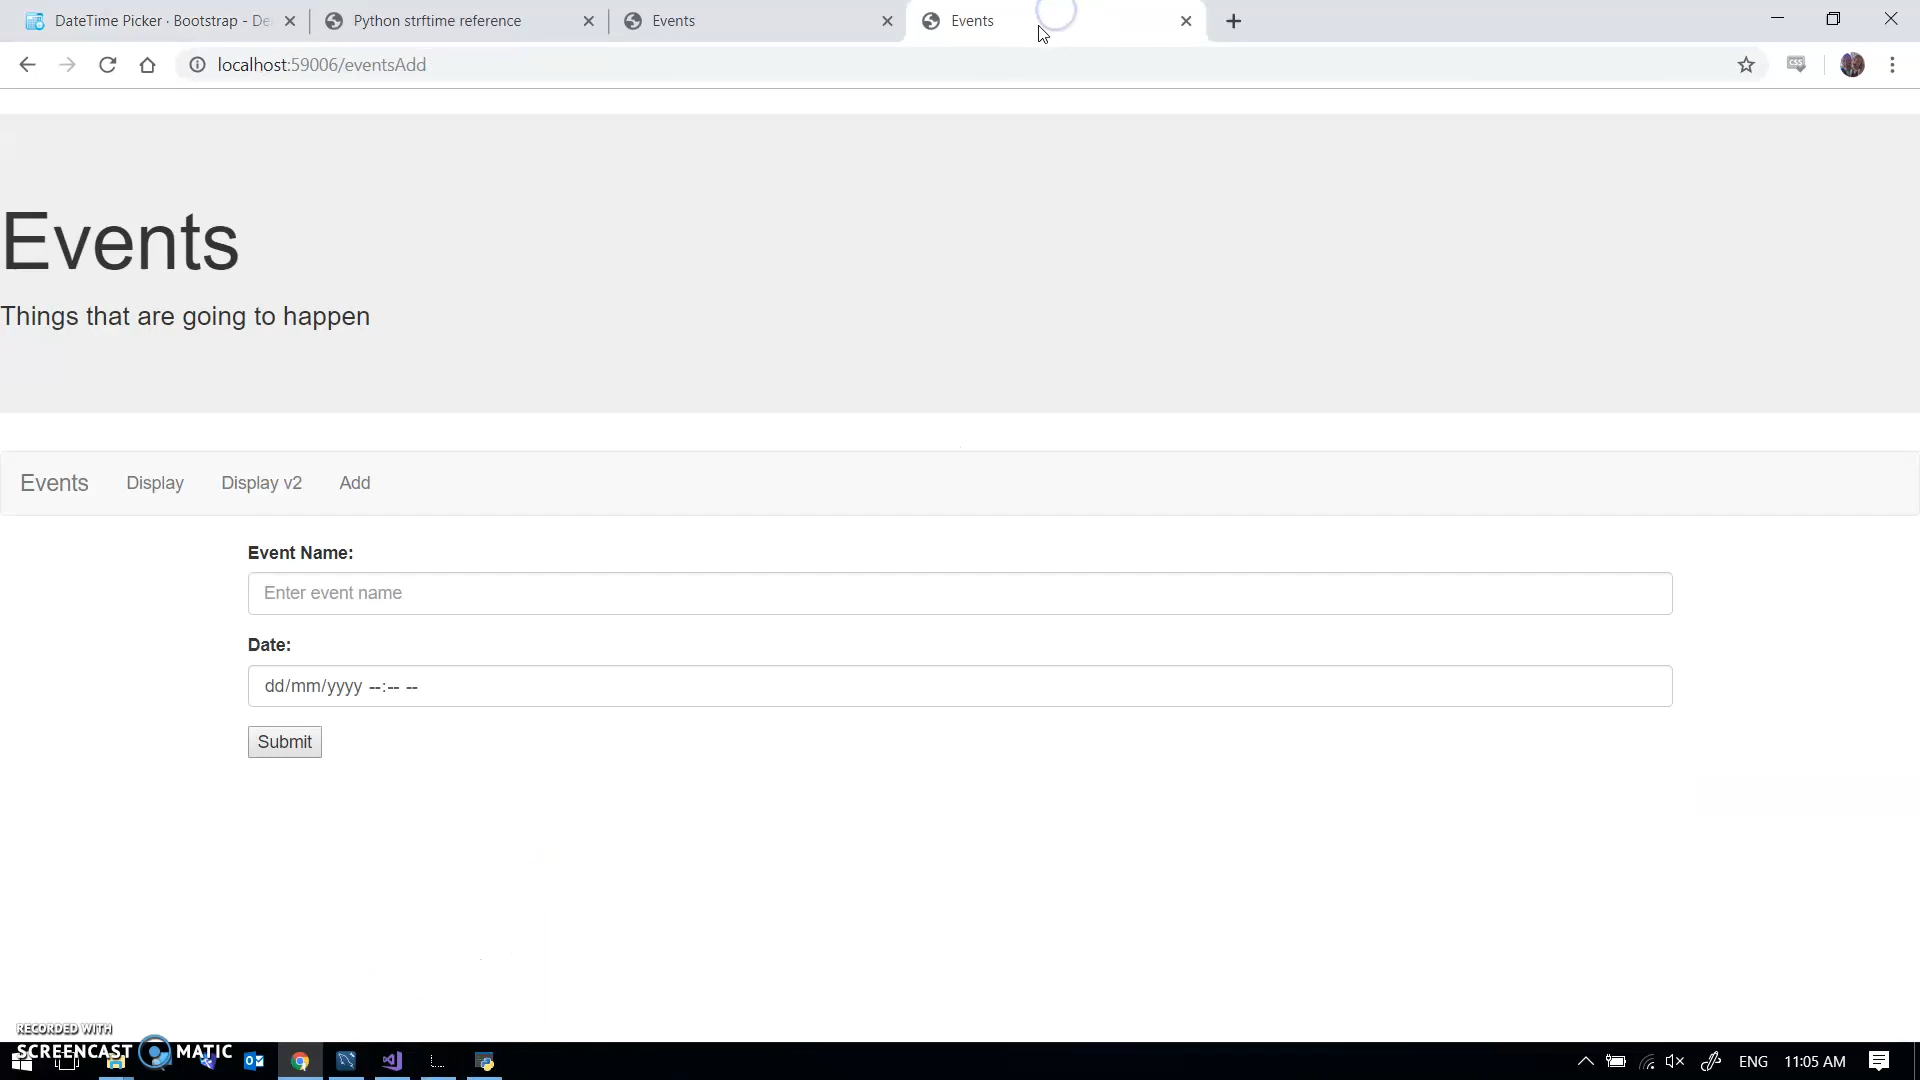 DateTime Picker · Bootstrap - De
Python strftime reference
Events
Events
localhost:59006/eventsAdd
CSS
Events
Things that are going to happen
Events
Display
Display v2
Add
Event Name:
Enter event name
Date:
dd/mm/yyyy --:-- --
Submit
RECORDED WITH
SCREENCAST MATIC
ENG
11:05 AM